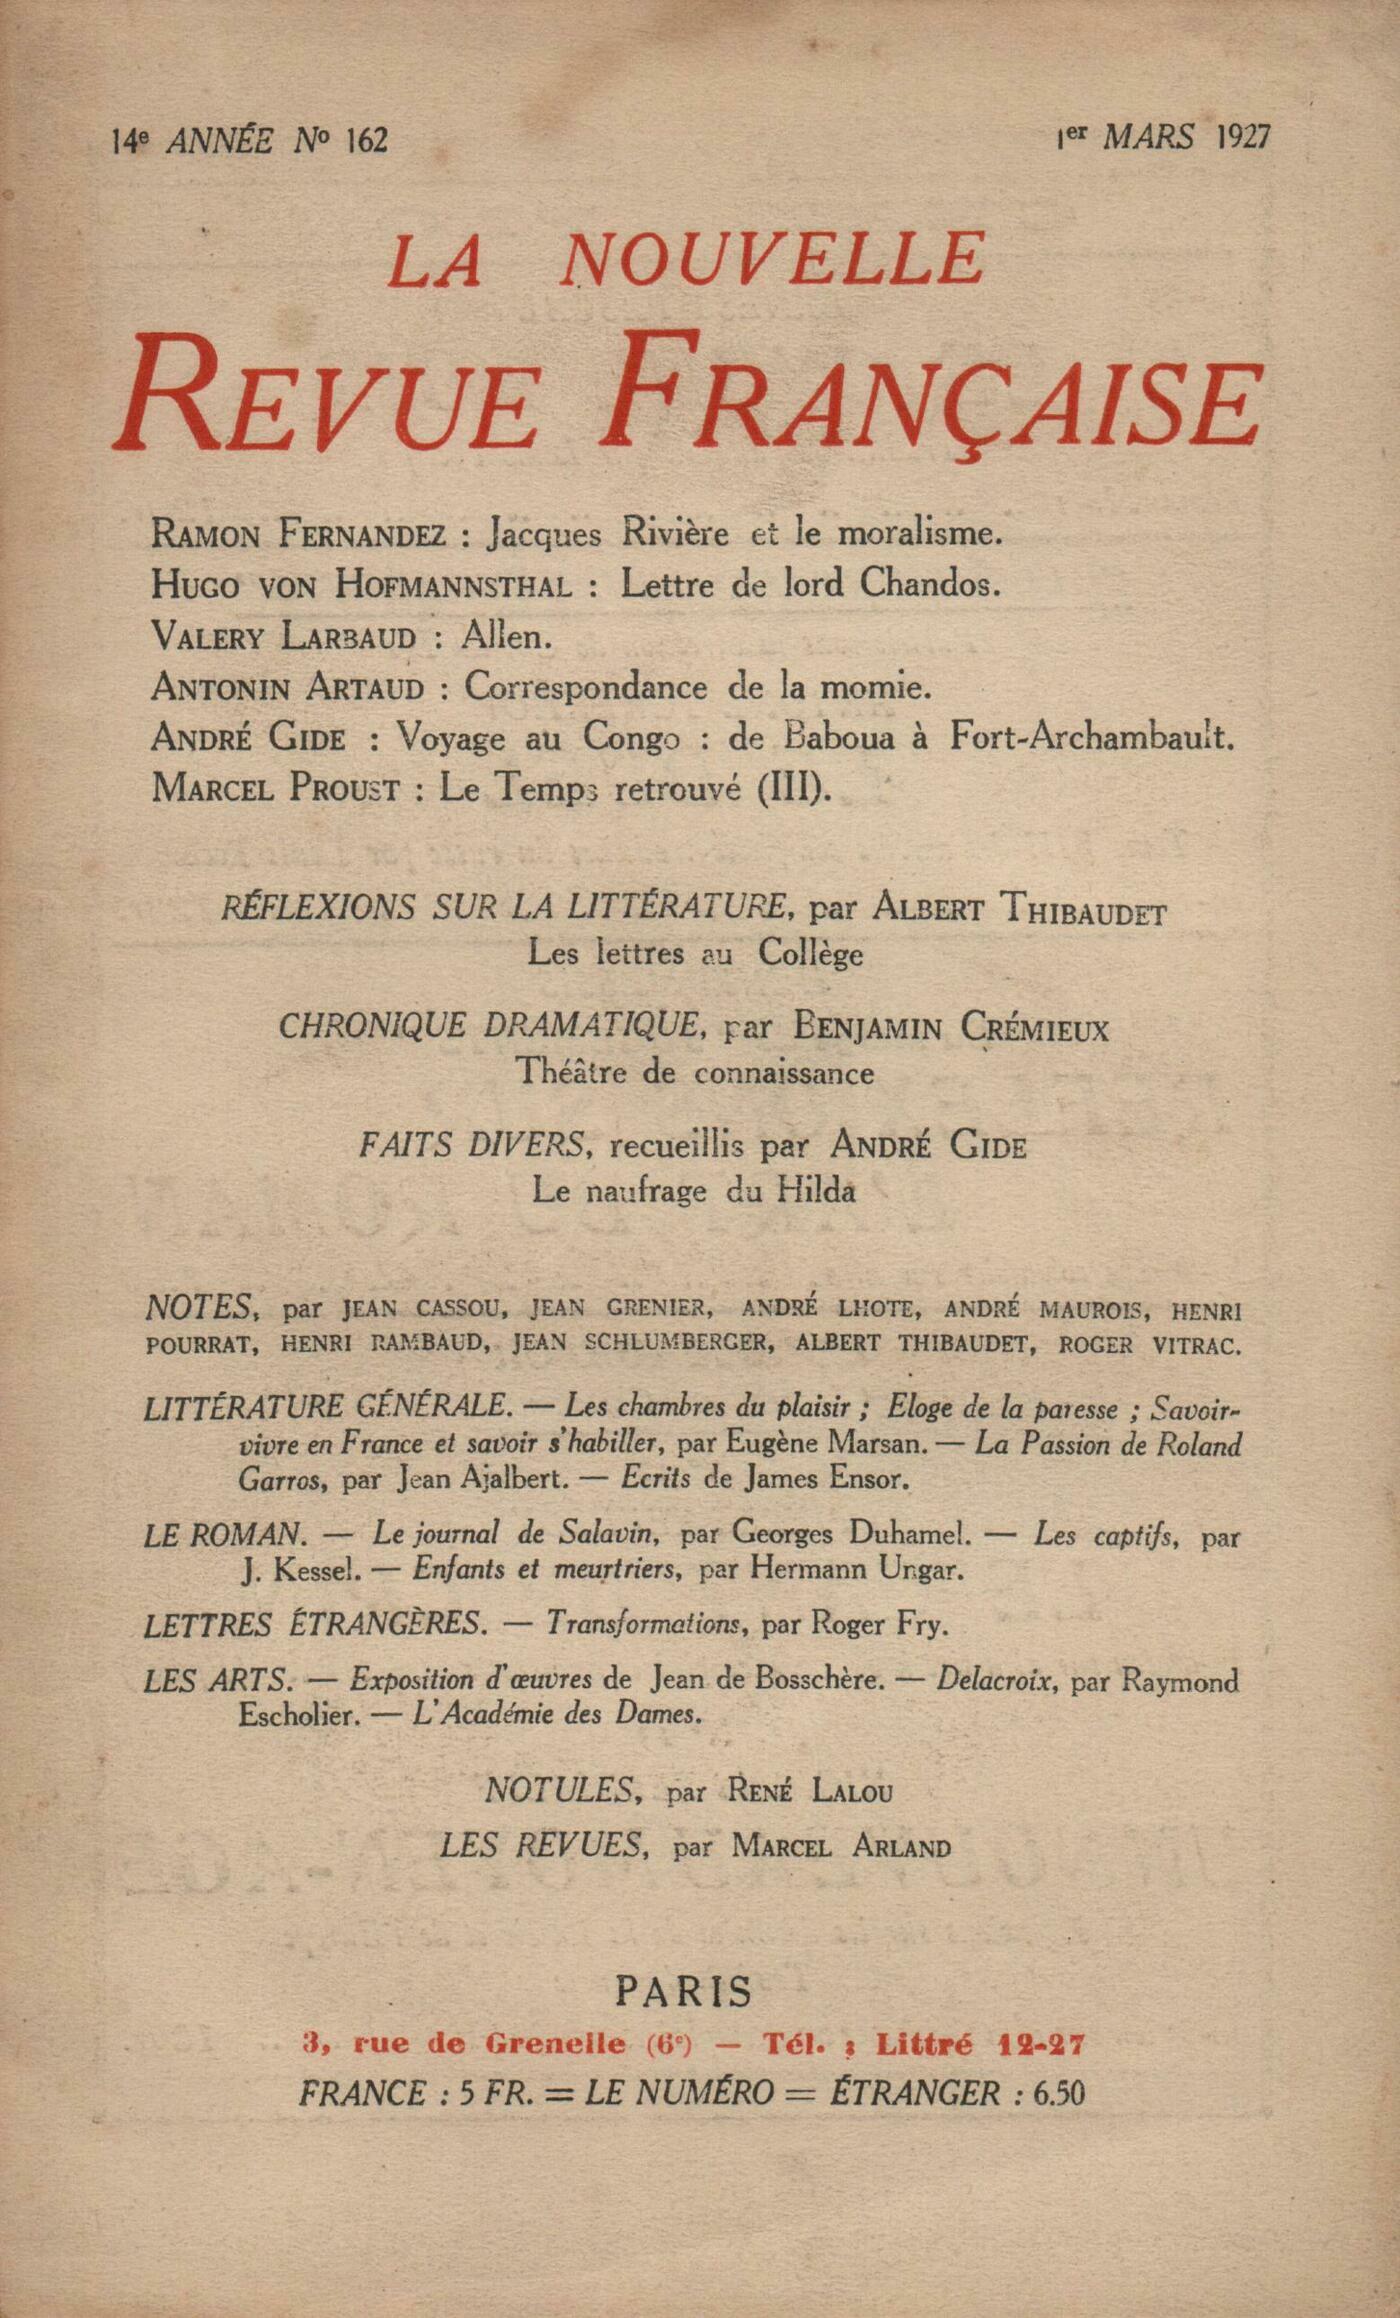 14e ANNÉE No 162
1er MARS 1927
LA NOUVELLE
REVUE FRANÇAISE
RAMON FERNANDEZ : Jacques Rivière et le moralisme.
HUGO VON HOFMANNSTHAL : Lettre de lord Chandos.
VALERY LARBAUD : Allen.
ANTONIN ARTAUD : Correspondance de la momie.
ANDRÉ GIDE : Voyage au Congo : de Baboua à Fort-Archambault.
MARCEL PROUST : Le Temps retrouvé (III).
RÉFLEXIONS SUR LA LITTÉRATURE, par ALBERT THIBAUDET
Les lettres au Collège
CHRONIQUE DRAMATIQUE, par BENJAMIN CRÉMIEUX
Théâtre de connaissance
FAITS DIVERS, recueillis par ANDRÉ GIDE
Le naufrage du Hilda
NOTES, par JEAN CASSOU, JEAN GRENIER, ANDRÉ LHOTE, ANDRÉ MAUROIS, HENRI
POURRAT, HENRI RAMBAUD, JEAN SCHLUMBERGER, ALBERT THIBAUDET, ROGER VITRAC.
LITTÉRATURE GÉNÉRALE. — Les chambres du plaisir ; Eloge de la paresse ; Savoir-
vivre en France et savoir s'habiller, par Eugène Marsan. — La Passion de Roland
Garros, par Jean Ajalbert. — Ecrits de James Ensor.
LE ROMAN. — Le journal de Salavin, par Georges Duhamel. — Les captifs, par
J. Kessel. — Enfants et meurtriers, par Hermann Ungar.
LETTRES ÉTRANGÈRES. — Transformations, par Roger Fry.
LES ARTS. — Exposition d'œuvres de Jean de Bosschère. — Delacroix, par Raymond
Escholier. — L'Académie des Dames.
NOTULES, par RENÉ LALOU
LES REVUES, par MARCEL ARLAND
PARIS
3, rue de Grenelle (6e) — Tél. : Littré 12-27
FRANCE : 5 FR. = LE NUMÉRO = ÉTRANGER : 6.50